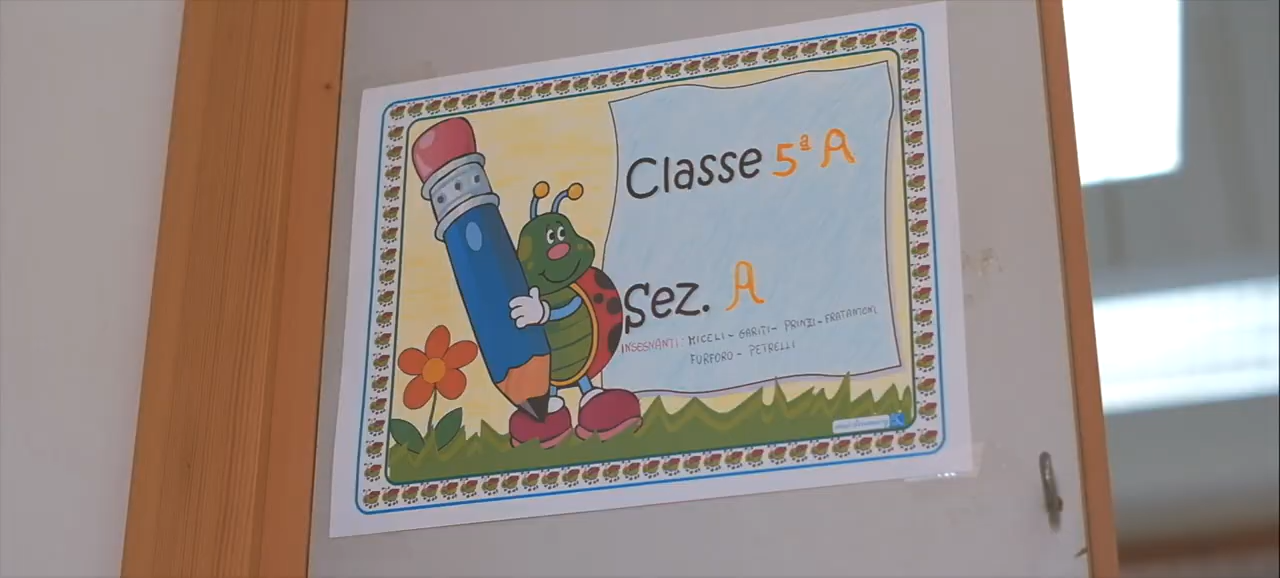 Classe 5ª A
Sez. A
INSEGNANTI: MICELI - GARITI - PRINZI - FRATANTONI
FURFORO - PETRELLI